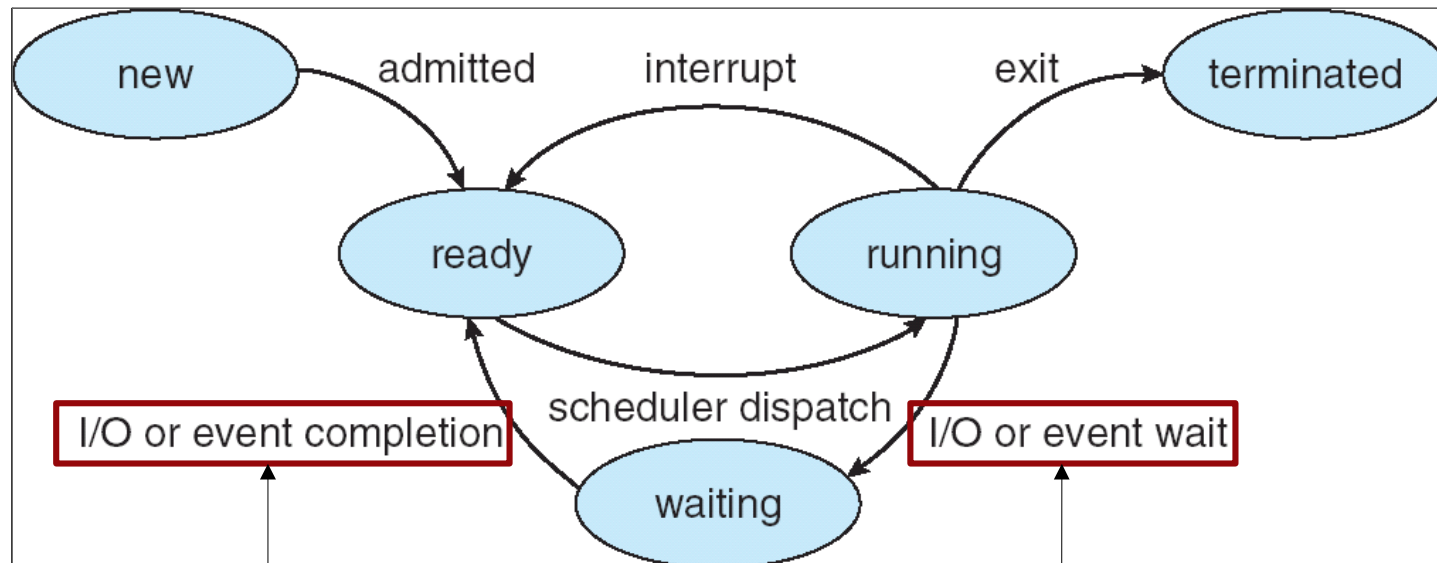 new
admitted
interrupt
exit
terminated
ready
running
scheduler dispatch
I/O or event completion
I/O or event wait
waiting